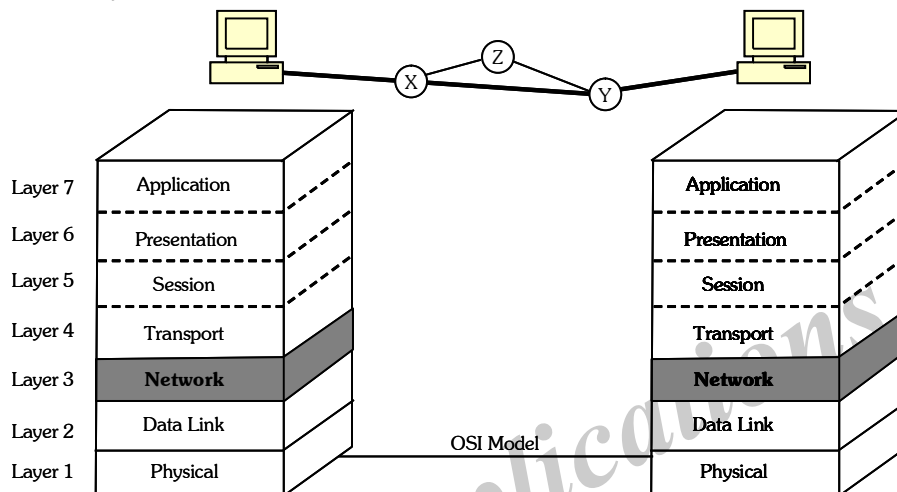 Z
X
Y
Layer 7 Application Application
Layer 6 Presentation Presentation
Layer 5 Session Session
Layer 4 Transport Transport
Layer 3 Network Network
Layer 2 Data Link Data Link
OSI Model
Layer 1 Physical Physical